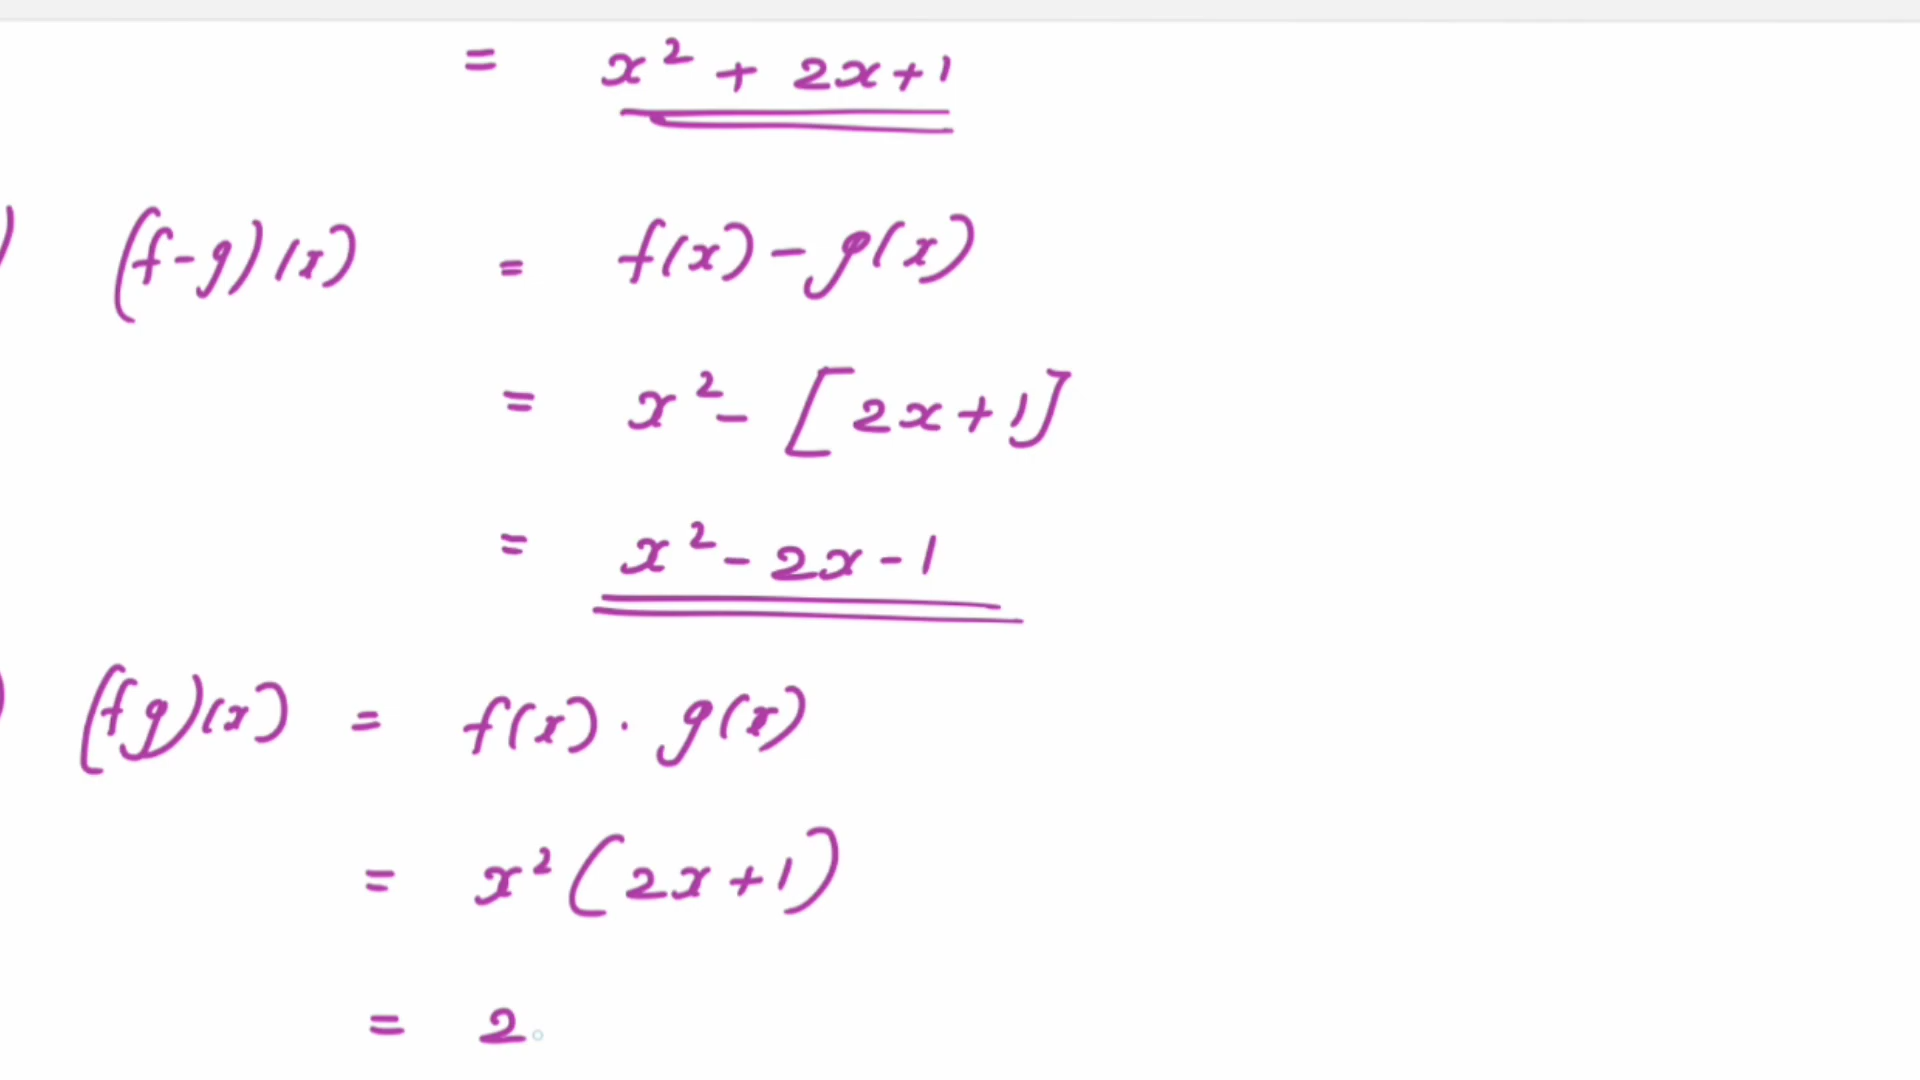 = x² + 2x+1
) (f-g)(x) = f(x) - g(x)
= x² - [2x+1]
= x² - 2x - 1
) (fg)(x) = f(x) · g(x)
= x² (2x+1)
= 2